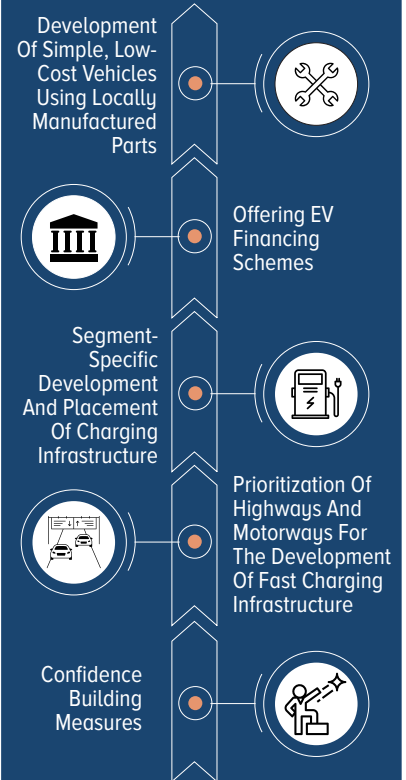 Development
Of Simple, Low-
Cost Vehicles
Using Locally
Manufactured
Parts
Offering EV
Financing
Schemes
Segment-
Specific
Development
And Placement
Of Charging
Infrastructure
Prioritization Of
Highways And
Motorways For
The Development
Of Fast Charging
Infrastructure
Confidence
Building
Measures